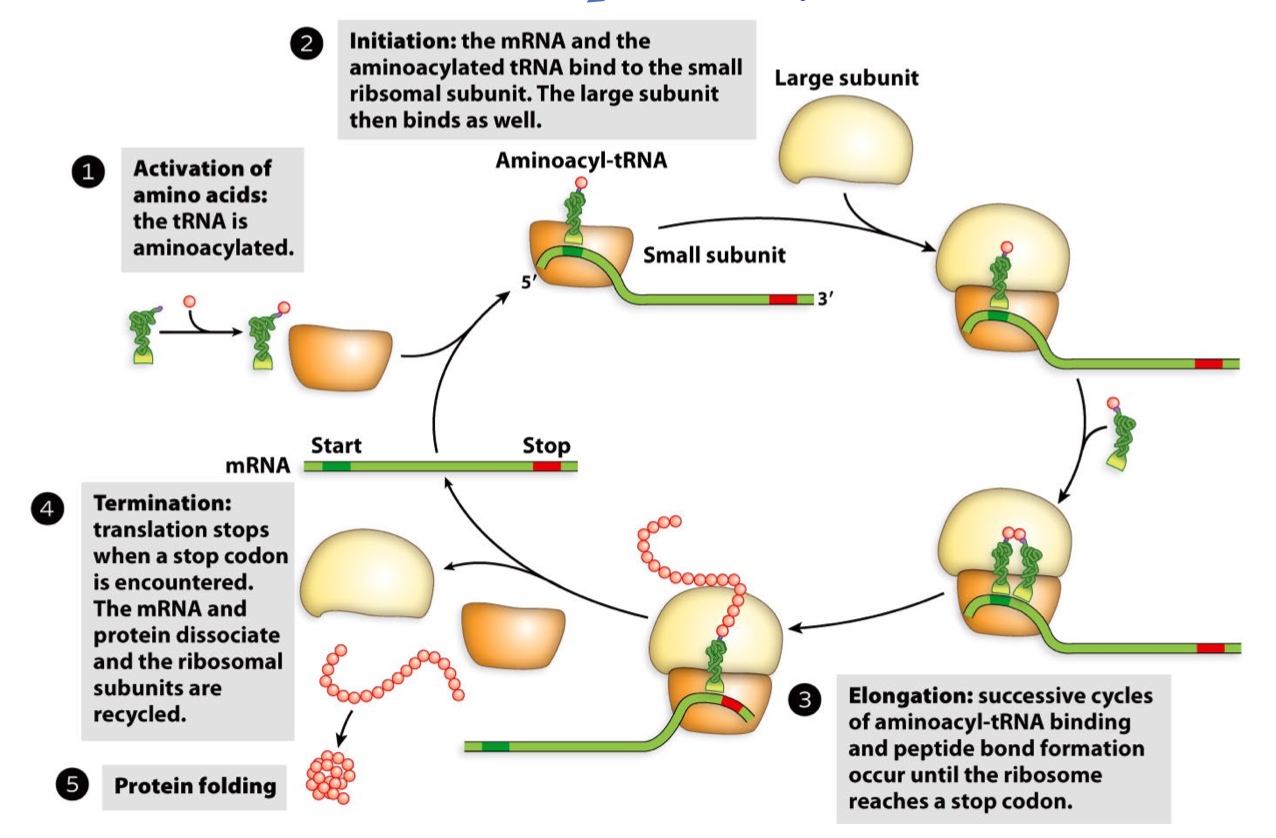 2
Initiation: the mRNA and the
aminoacylated tRNA bind to the small
ribsomal subunit. The large subunit
then binds as well.
Large subunit
1
Activation of
amino acids:
the tRNA is
aminoacylated.
Aminoacyl-tRNA
Small subunit
5′
3′
Start
Stop
mRNA
4
Termination:
translation stops
when a stop codon
is encountered.
The mRNA and
protein dissociate
and the ribosomal
subunits are
recycled.
3
Elongation: successive cycles
of aminoacyl-tRNA binding
and peptide bond formation
occur until the ribosome
reaches a stop codon.
5
Protein folding